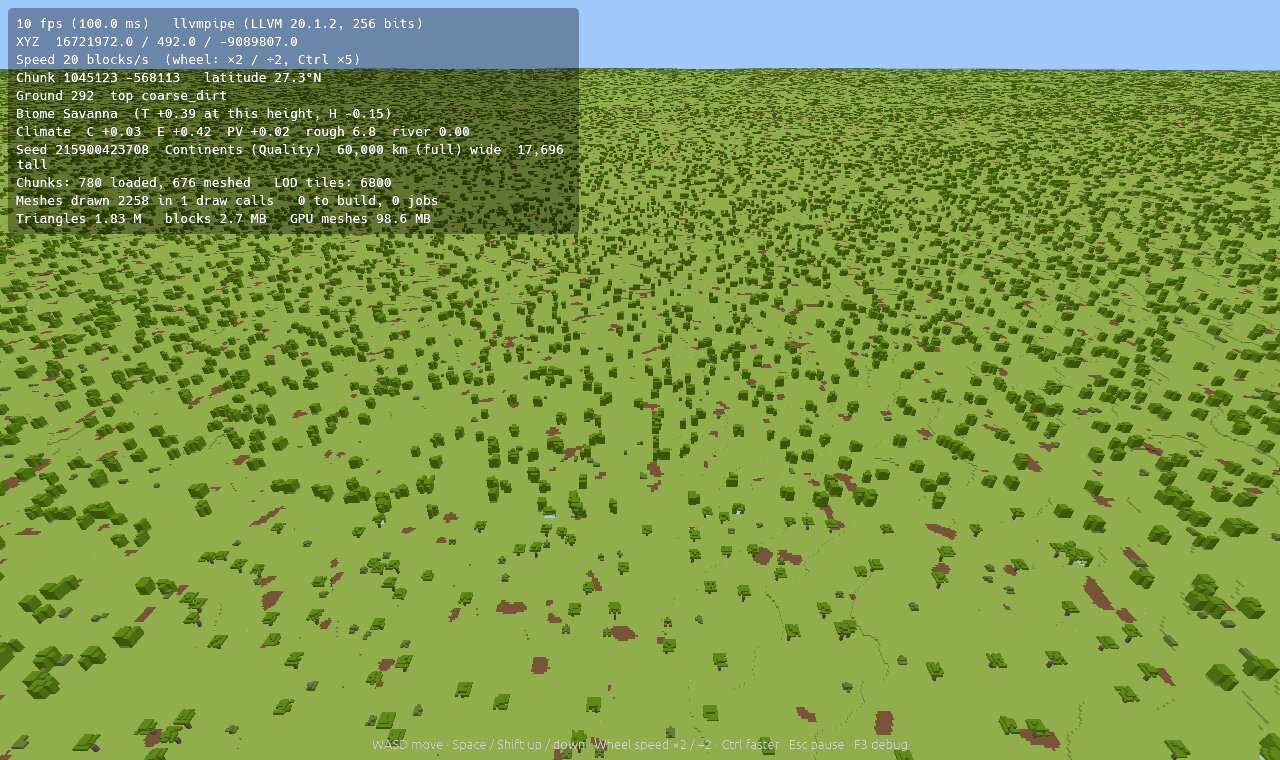 10 fps (100.0 ms)   llvmpipe (LLVM 20.1.2, 256 bits)
XYZ  16721972.0 / 492.0 / -9089807.0
Speed 20 blocks/s  (wheel: ×2 / ÷2, Ctrl ×5)
Chunk 1045123 -568113   latitude 27.3°N
Ground 292  top coarse_dirt
Biome Savanna  (T +0.39 at this height, H -0.15)
Climate  C +0.03  E +0.42  PV +0.02  rough 6.8  river 0.00
Seed 215900423708  Continents (Quality)  60,000 km (full) wide  17,696
tall
Chunks: 780 loaded, 676 meshed   LOD tiles: 6800
Meshes drawn 2258 in 1 draw calls   0 to build, 0 jobs
Triangles 1.83 M   blocks 2.7 MB   GPU meshes 98.6 MB
WASD move · Space / Shift up / down · Wheel speed ×2 / ÷2 · Ctrl faster · Esc pause · F3 debug